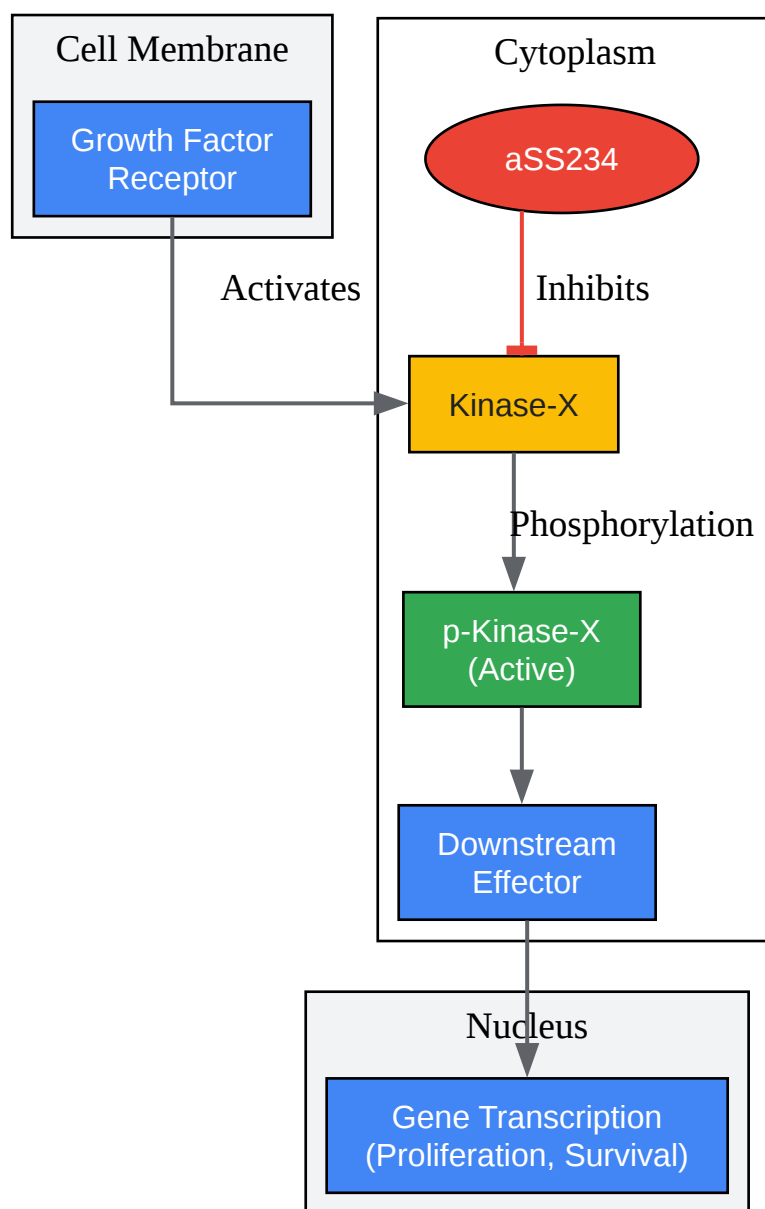 Cell Membrane
Growth Factor
Receptor
Cytoplasm
aSS234
Activates
Inhibits
Kinase-X
Phosphorylation
p-Kinase-X
(Active)
Downstream
Effector
Nucleus
Gene Transcription
(Proliferation, Survival)